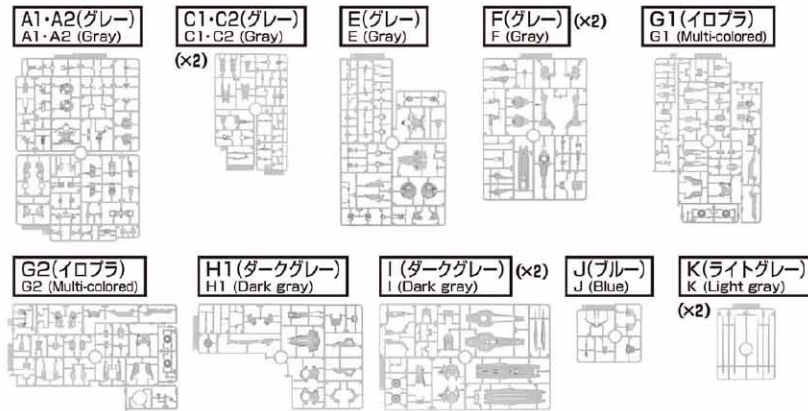 A1・A2(グレー)
A1・A2 (Gray)
C1・C2(グレー)
C1・C2 (Gray)
(×2)
E(グレー)
E (Gray)
F(グレー)
F (Gray)
(×2)
G1(イロプラ)
G1 (Multi-colored)
G2(イロプラ)
G2 (Multi-colored)
H1(ダークグレー)
H1 (Dark gray)
I(ダークグレー)
I (Dark gray)
(×2)
J(ブルー)
J (Blue)
K(ライトグレー)
K (Light gray)
(×2)